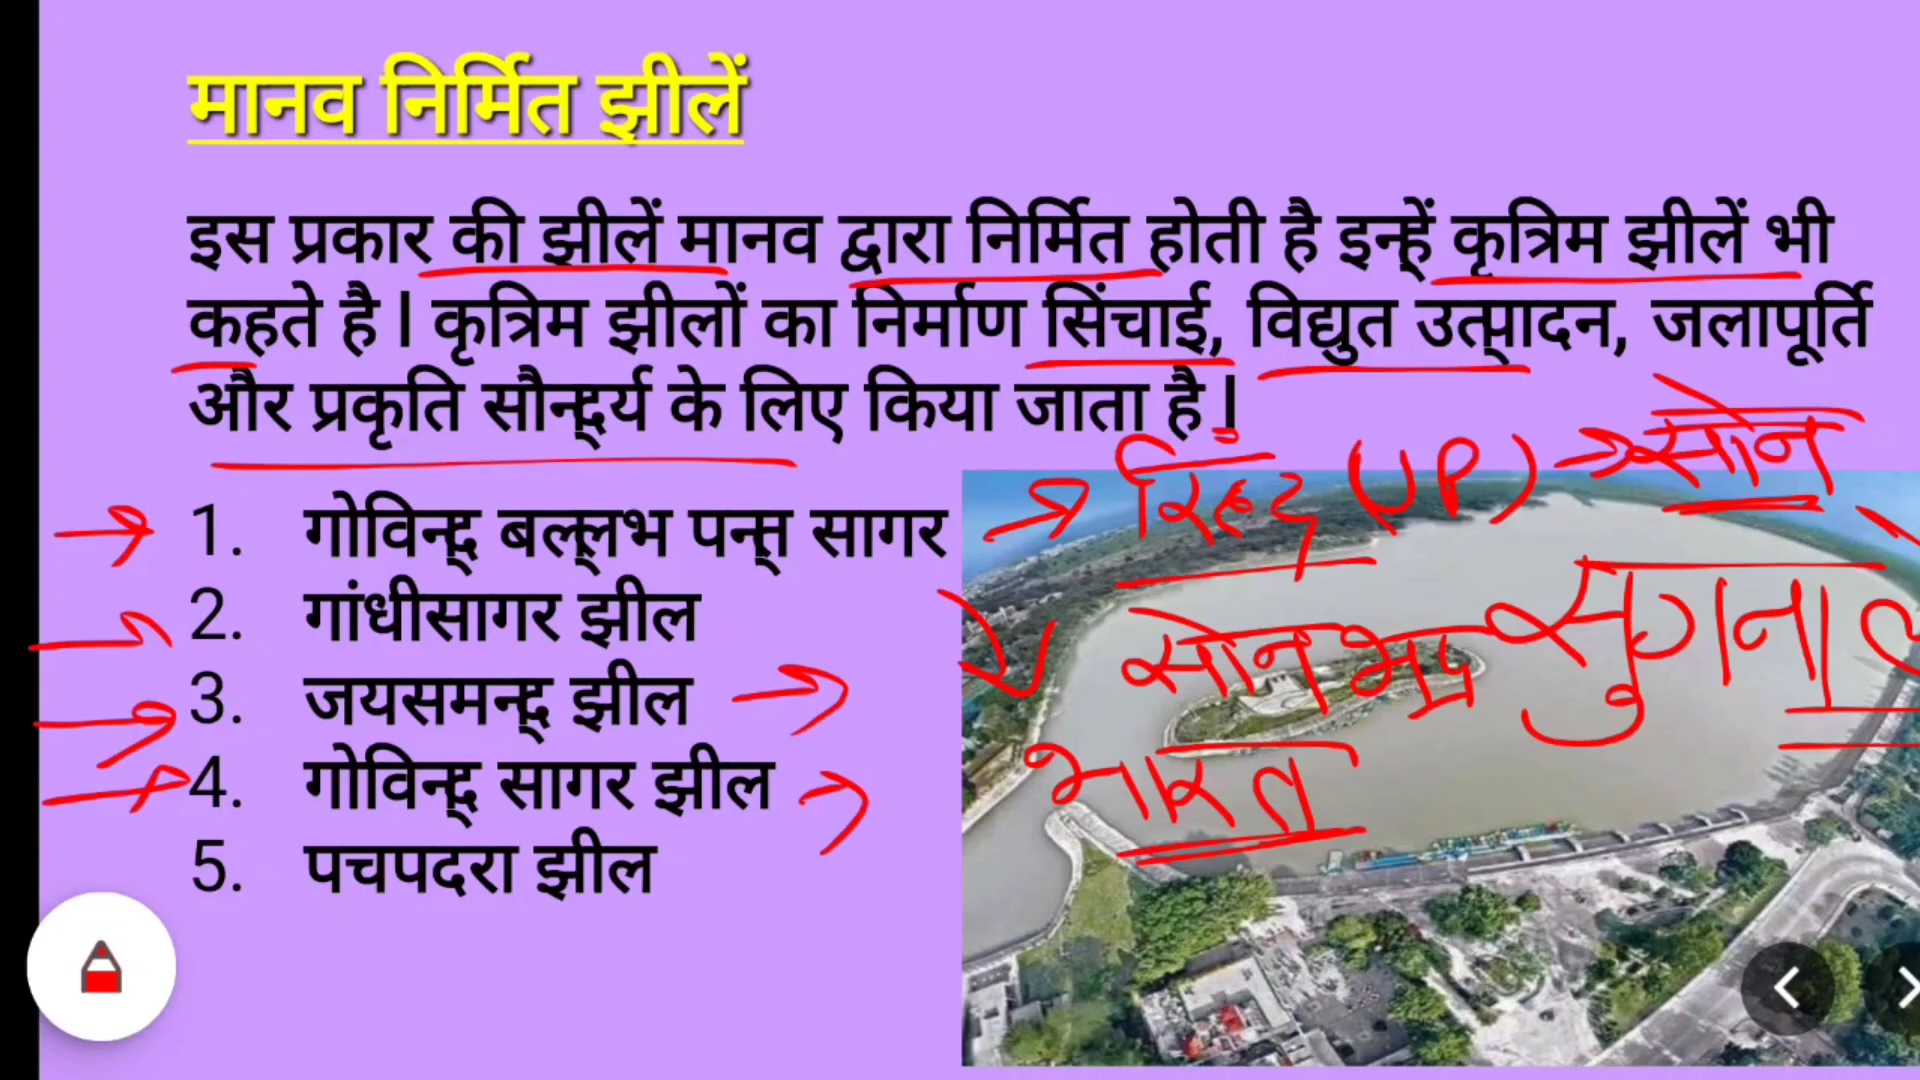 मानव निर्मित झीलें
इस प्रकार की झीलें मानव द्वारा निर्मित होती है इन्हें कृत्रिम झीलें भी
कहते है l कृत्रिम झीलों का निर्माण सिंचाई, विद्युत उत्पादन, जलापूर्ति
और प्रकृति सौन्दर्य के लिए किया जाता है l
रिहंद (UP) → सोन
1. गोविन्द बल्लभ पन्त सागर
2. गांधीसागर झील
सोनभद्र
3. जयसमन्द झील
4. गोविन्द सागर झील
भारत
5. पचपदरा झील